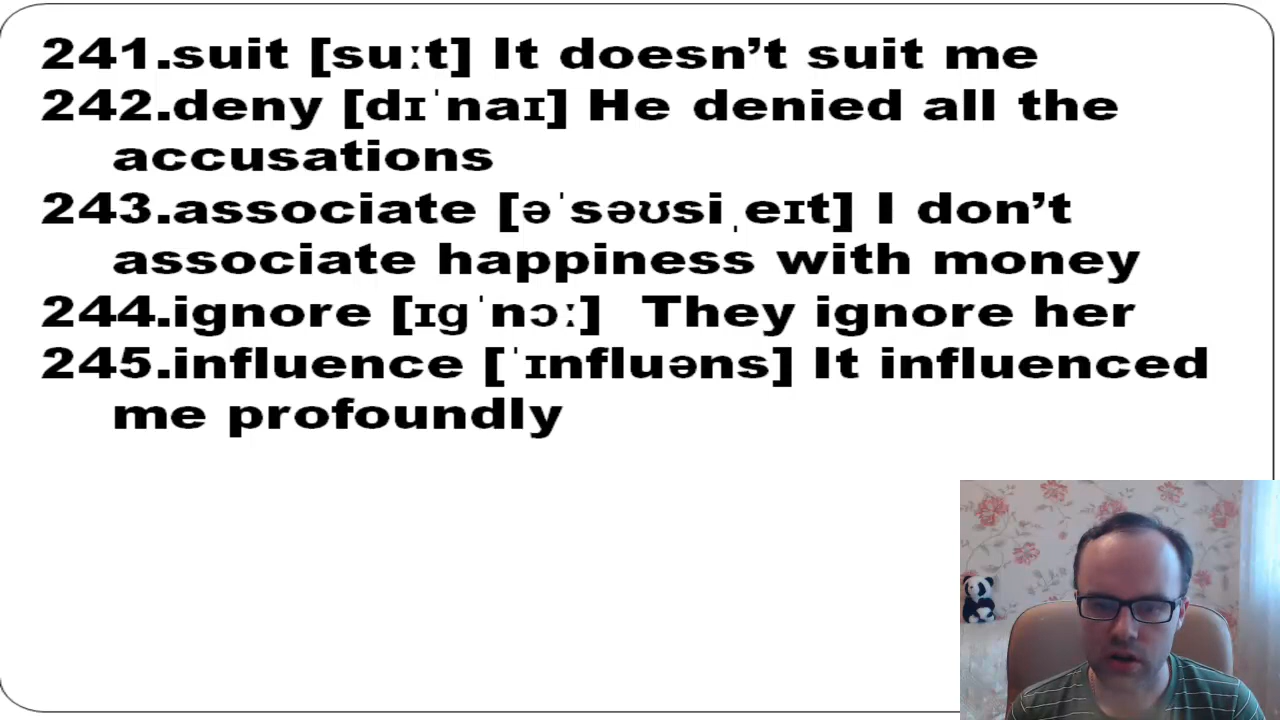 241.suit [suːt] It doesn’t suit me
242.deny [dɪˈnaɪ] He denied all the
accusations
243.associate [əˈsəʊsiˌeɪt] I don’t
associate happiness with money
244.ignore [ɪɡˈnɔː]  They ignore her
245.influence [ˈɪnfluəns] It influenced
me profoundly